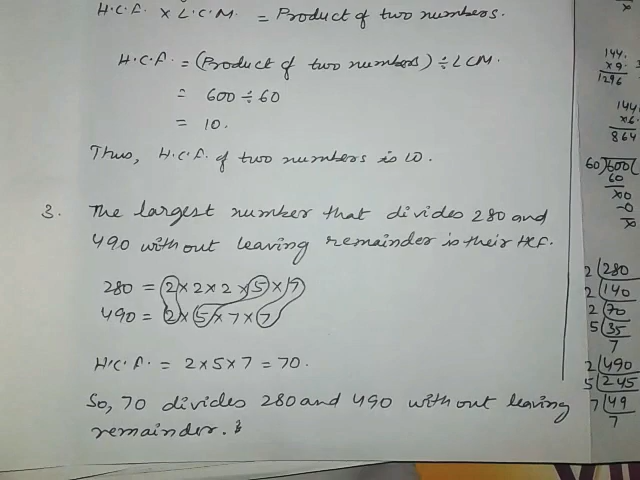 H.C.F. × L.C.M. = Product of two numbers.
H.C.F. = (Product of two numbers) ÷ LCM.
= 600 ÷ 60
= 10.
Thus, H.C.F. of two numbers is 10.
3. The largest number that divides 280 and
490 without leaving remainder is their HCF.
280 = 2×2×2×5×7
490 = 2×5×7×7
H.C.F. = 2×5×7 = 70.
So, 70 divides 280 and 490 without leaving
remainder.
144
×9
1296
144
×6
864
60)600(
60
×0
-0
×
2 280
2 140
2 70
5 35
7
2 490
5 245
7 49
7